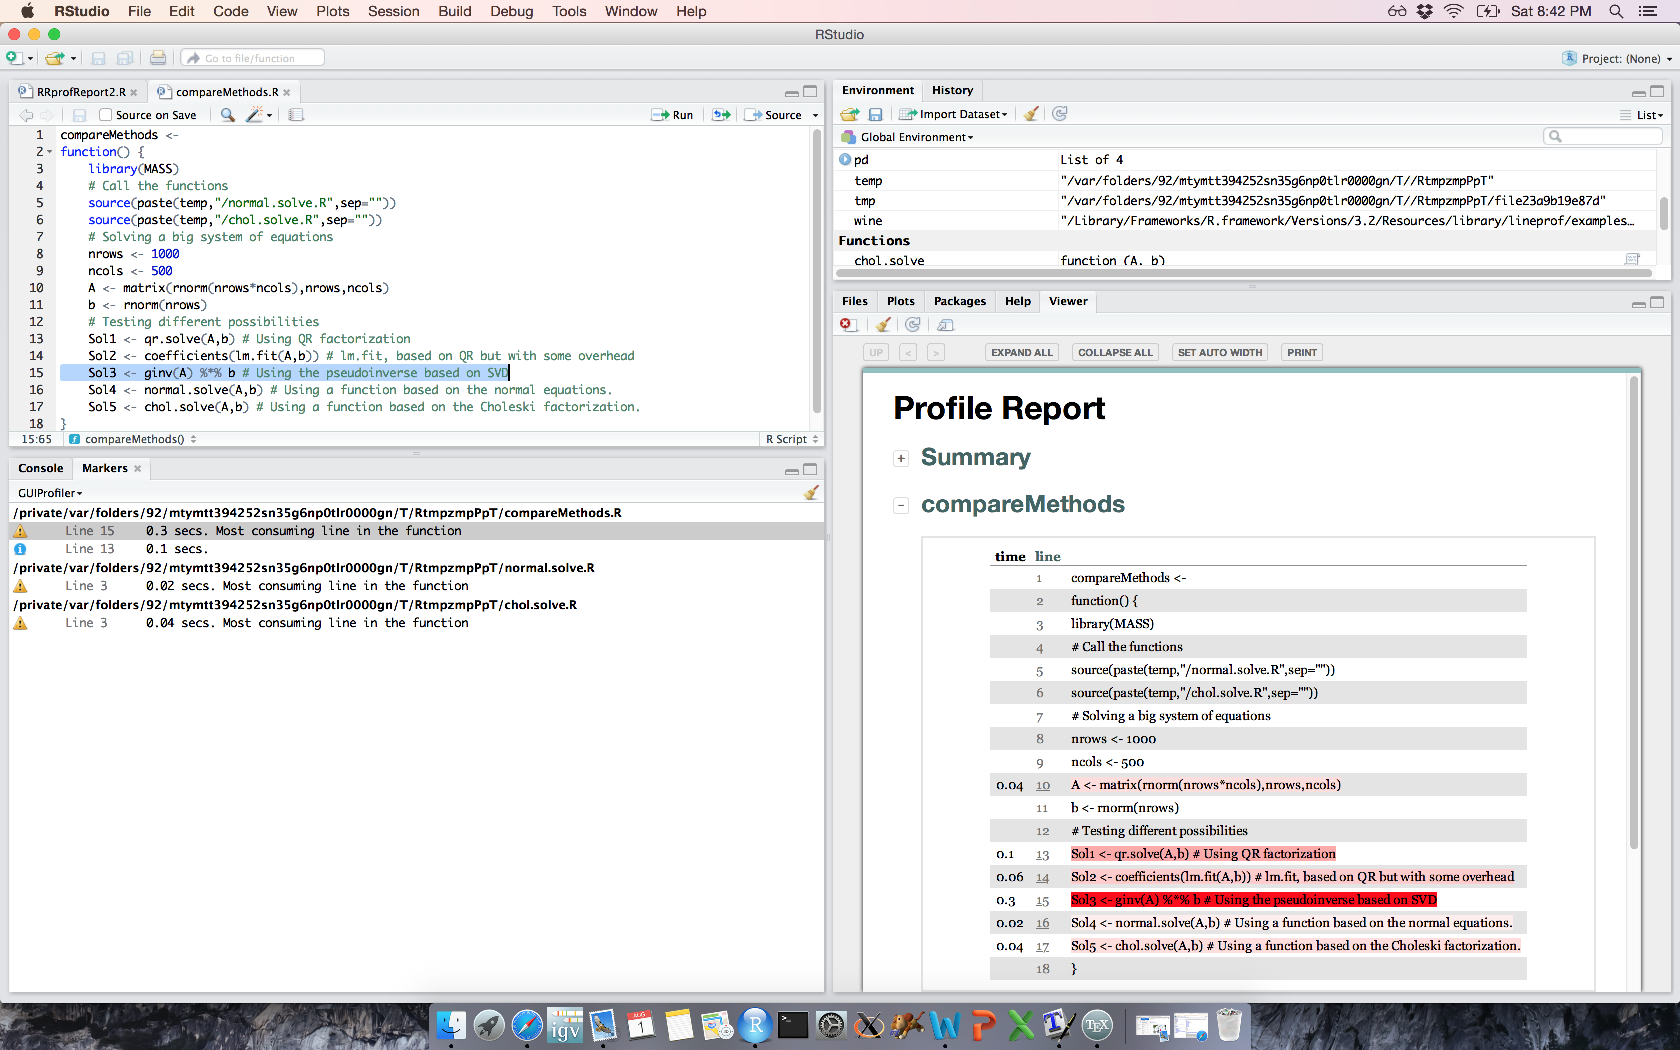 RStudio File Edit Code View Plots Session Build Debug Tools Window Help Sat 8:42 PM
RStudio
Go to file/function Project: (None)
RRprofReport2.R compareMethods.R
Source on Save Run Source
1 compareMethods <-
2 function() {
3 library(MASS)
4 # Call the functions
5 source(paste(temp,"/normal.solve.R",sep=""))
6 source(paste(temp,"/chol.solve.R",sep=""))
7 # Solving a big system of equations
8 nrows <- 1000
9 ncols <- 500
10 A <- matrix(rnorm(nrows*ncols),nrows,ncols)
11 b <- rnorm(nrows)
12 # Testing different possibilities
13 Sol1 <- qr.solve(A,b) # Using QR factorization
14 Sol2 <- coefficients(lm.fit(A,b)) # lm.fit, based on QR but with some overhead
15 Sol3 <- ginv(A) %*% b # Using the pseudoinverse based on SVD
16 Sol4 <- normal.solve(A,b) # Using a function based on the normal equations.
17 Sol5 <- chol.solve(A,b) # Using a function based on the Choleski factorization.
18 }
15:65 compareMethods() R Script
Console Markers
GUIProfiler
/private/var/folders/92/mtymtt394252sn35g6np0tlr0000gn/T/RtmpzmpPpT/compareMethods.R
Line 15 0.3 secs. Most consuming line in the function
Line 13 0.1 secs.
/private/var/folders/92/mtymtt394252sn35g6np0tlr0000gn/T/RtmpzmpPpT/normal.solve.R
Line 3 0.02 secs. Most consuming line in the function
/private/var/folders/92/mtymtt394252sn35g6np0tlr0000gn/T/RtmpzmpPpT/chol.solve.R
Line 3 0.04 secs. Most consuming line in the function
Environment History
Import Dataset List
Global Environment
pd List of 4
temp "/var/folders/92/mtymtt394252sn35g6np0tlr0000gn/T//RtmpzmpPpT"
tmp "/var/folders/92/mtymtt394252sn35g6np0tlr0000gn/T//RtmpzmpPpT/file23a9b19e87d"
wine "/Library/Frameworks/R.framework/Versions/3.2/Resources/library/lineprof/examples…
Functions
chol.solve function (A, b)
Files Plots Packages Help Viewer
UP < > EXPAND ALL COLLAPSE ALL SET AUTO WIDTH PRINT
Profile Report
+ Summary
- compareMethods
time line
1 compareMethods <-
2 function() {
3 library(MASS)
4 # Call the functions
5 source(paste(temp,"/normal.solve.R",sep=""))
6 source(paste(temp,"/chol.solve.R",sep=""))
7 # Solving a big system of equations
8 nrows <- 1000
9 ncols <- 500
0.04 10 A <- matrix(rnorm(nrows*ncols),nrows,ncols)
11 b <- rnorm(nrows)
12 # Testing different possibilities
0.1 13 Sol1 <- qr.solve(A,b) # Using QR factorization
0.06 14 Sol2 <- coefficients(lm.fit(A,b)) # lm.fit, based on QR but with some overhead
0.3 15 Sol3 <- ginv(A) %*% b # Using the pseudoinverse based on SVD
0.02 16 Sol4 <- normal.solve(A,b) # Using a function based on the normal equations.
0.04 17 Sol5 <- chol.solve(A,b) # Using a function based on the Choleski factorization.
18 }
igv AUG 1 R W P X T TEX